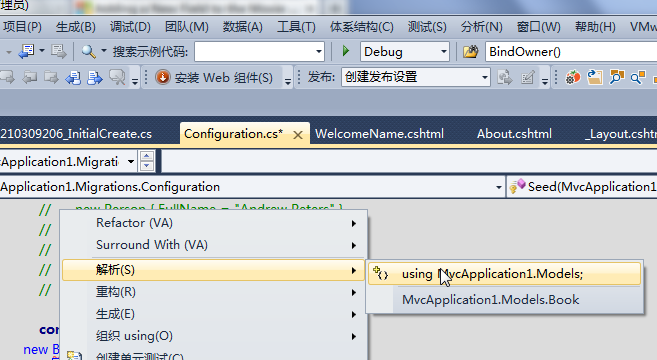 理员)
项目(P) 生成(B) 调试(D) 团队(M) 数据(A) 工具(T) 体系结构(C) 测试(S) 分析(N) 窗口(W) 帮助(H) VMw
搜索示例代码: Debug BindOwner()
安装 Web 组件(S) 发布: 创建发布设置
210309206_InitialCreate.cs Configuration.cs* WelcomeName.cshtml About.cshtml _Layout.cshtm
cApplication1.Migrati
Application1.Migrations.Configuration Seed(MvcApplication1
// new Person { FullName = "Andrew Peters" }
//
//
//
//
con
new B
Refactor (VA)
Surround With (VA)
解析(S)
重构(R)
生成(E)
组织 using(O)
创建单元测试(C)
using MvcApplication1.Models;
MvcApplication1.Models.Book